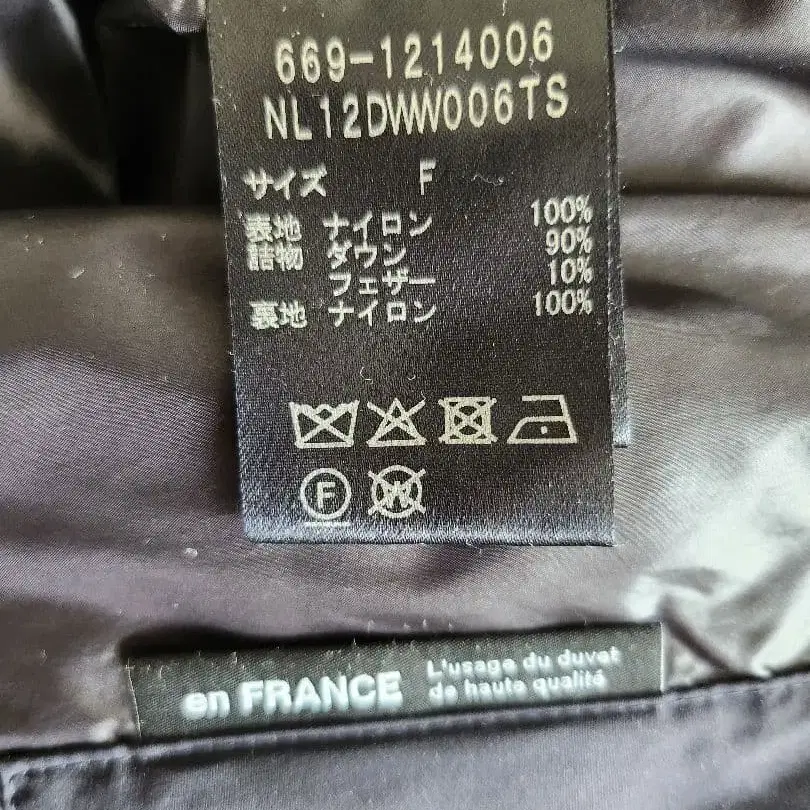 669-1214006
NL12DWW006TS
サイズ F
表地 ナイロン 100%
詰物 ダウン 90%
フェザー 10%
裏地 ナイロン 100%
F
W
en FRANCE
L'usage du duvet
de haute qualité